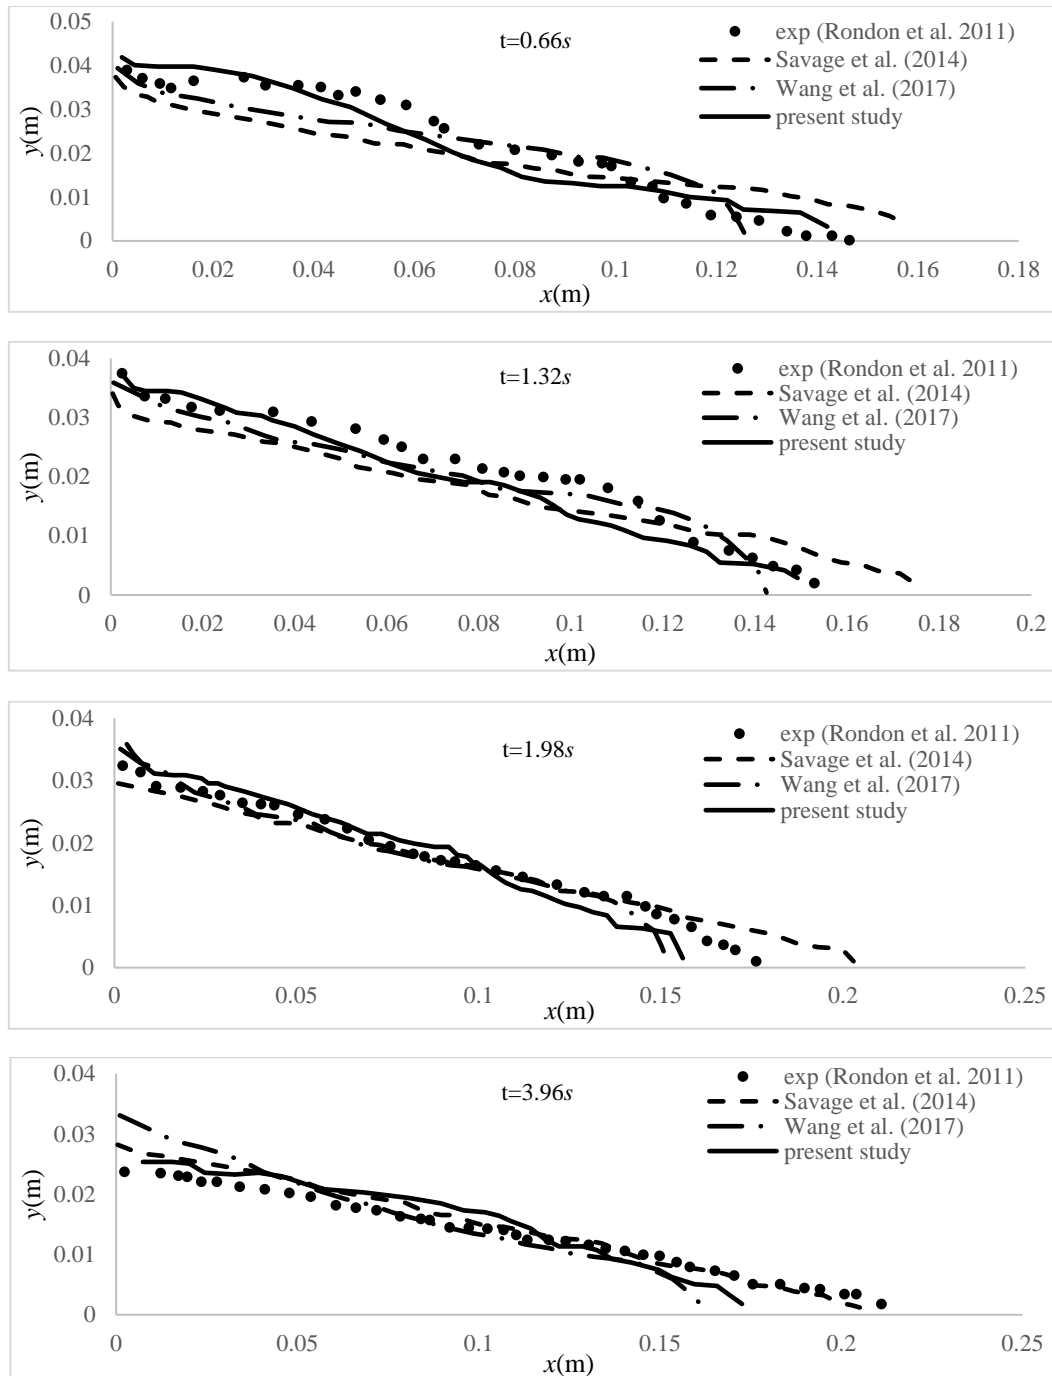 0.05
exp (Rondon et al. 2011)
t=0.66s
Savage et al. (2014)
0.04
Wang et al. (2017)
0.03
present study
y(m)
0.02
0.01
0
0 0.02 0.04 0.06 0.08 0.1 0.12 0.14 0.16 0.18
x(m)
0.04
exp (Rondon et al. 2011)
t=1.32s
Savage et al. (2014)
0.03
Wang et al. (2017)
present study
y(m)
0.02
0.01
0
0 0.02 0.04 0.06 0.08 0.1 0.12 0.14 0.16 0.18 0.2
x(m)
0.04
exp (Rondon et al. 2011)
t=1.98s
Savage et al. (2014)
0.03
Wang et al. (2017)
present study
y(m)
0.02
0.01
0
0 0.05 0.1 0.15 0.2 0.25
x(m)
0.04
exp (Rondon et al. 2011)
t=3.96s
Savage et al. (2014)
0.03
Wang et al. (2017)
present study
y(m)
0.02
0.01
0
0 0.05 0.1 0.15 0.2 0.25
x(m)